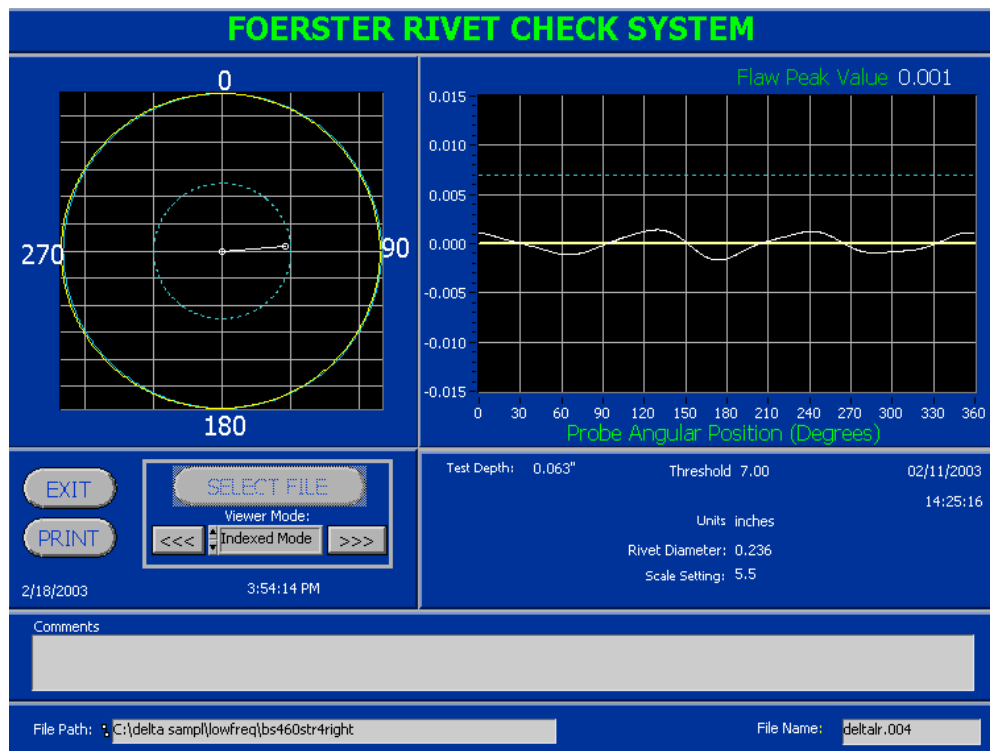 FOERSTER RIVET CHECK SYSTEM
0
270
90
180
Flaw Peak Value 0.001
0.015
0.010
0.005
0.000
-0.005
-0.010
-0.015
0 30 60 90 120 150 180 210 240 270 300 330 360
Probe Angular Position (Degrees)
EXIT
PRINT
SELECT FILE
Viewer Mode:
<<< Indexed Mode >>>
2/18/2003 3:54:14 PM
Test Depth: 0.063" Threshold 7.00 02/11/2003
14:25:16
Units inches
Rivet Diameter: 0.236
Scale Setting: 5.5
Comments
File Path: C:\delta sampl\lowfreq\bs460str4right File Name: deltalr.004